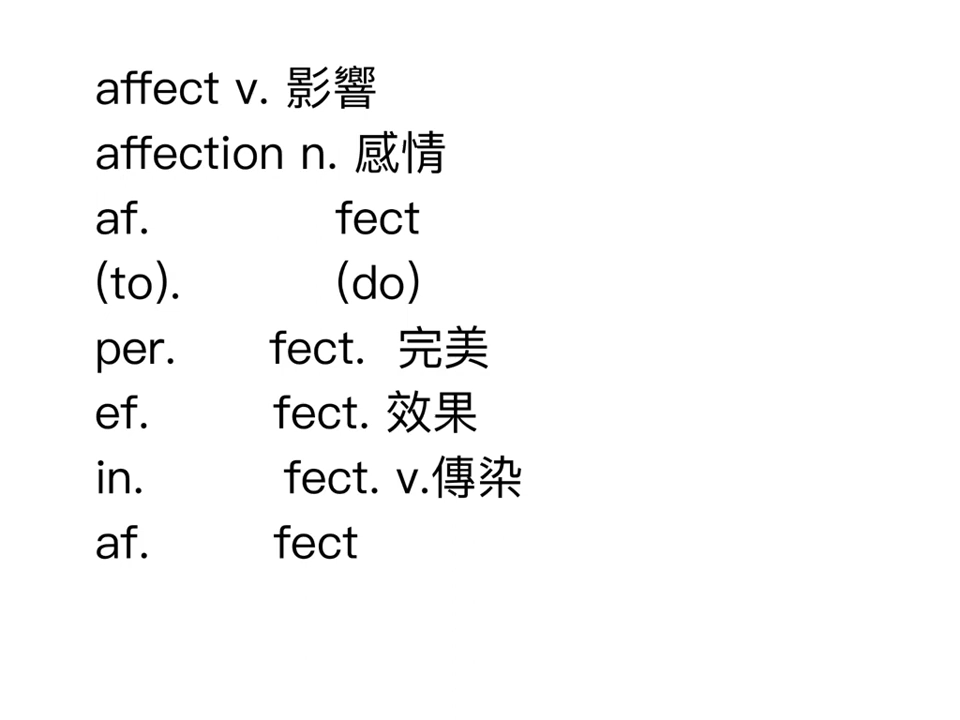 affect v. 影響
affection n. 感情
af. fect
(to). (do)
per. fect. 完美
ef. fect. 效果
in. fect. v.傳染
af. fect